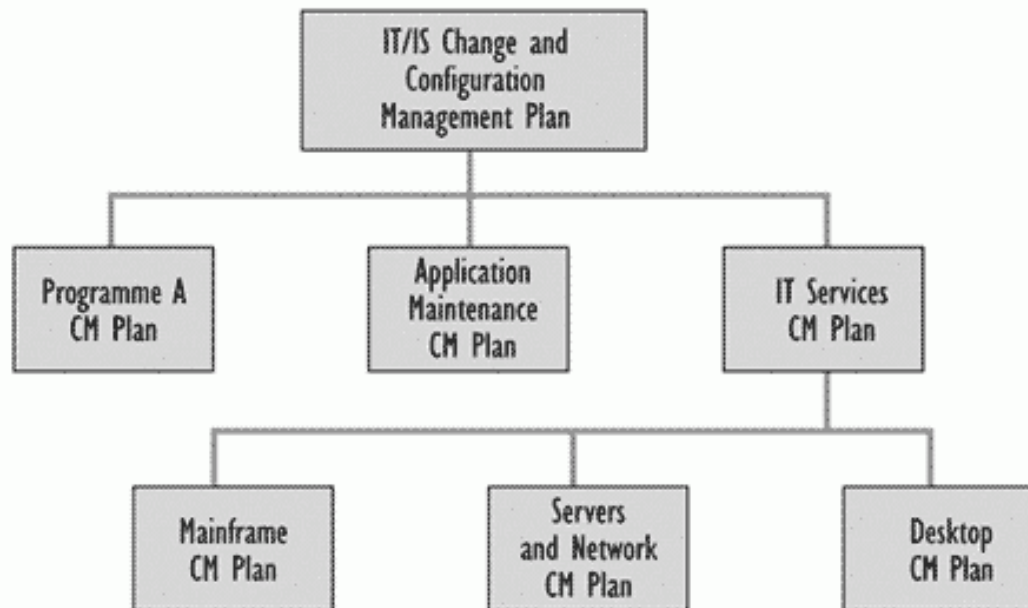 IT/IS Change and
Configuration
Management Plan
Programme A
CM Plan
Application
Maintenance
CM Plan
IT Services
CM Plan
Mainframe
CM Plan
Servers
and Network
CM Plan
Desktop
CM Plan